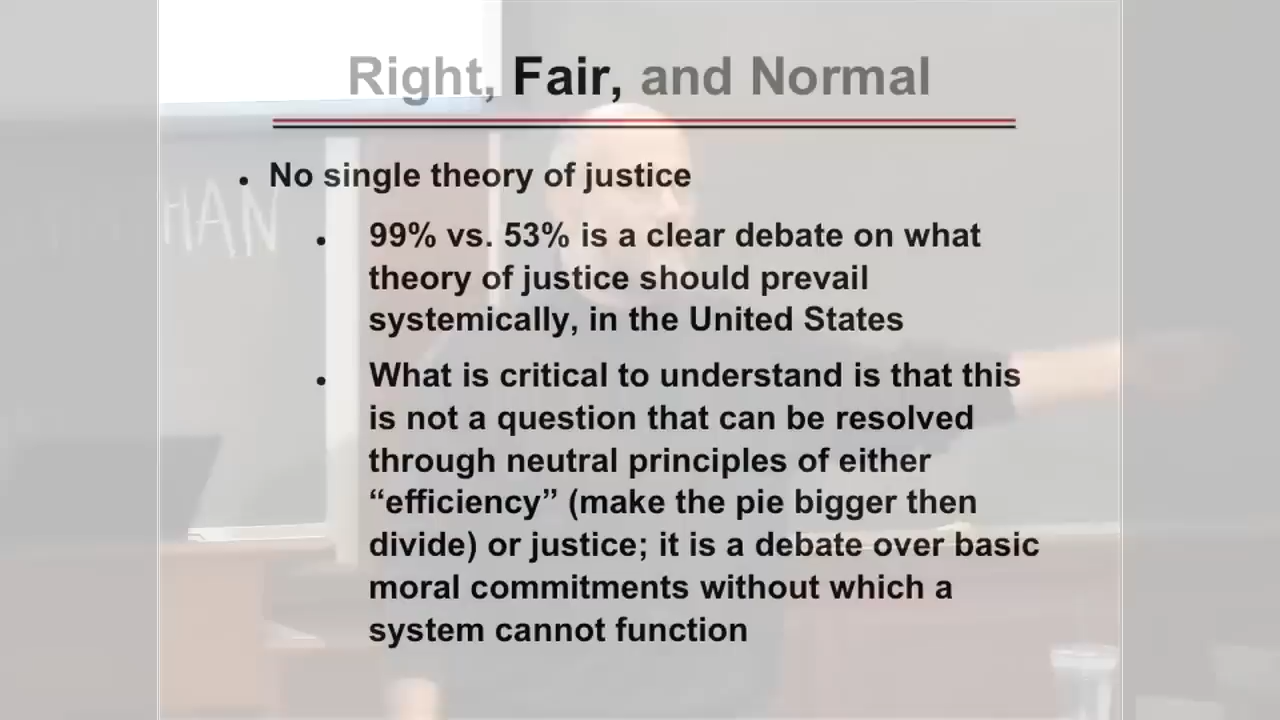 Right, Fair, and Normal
HAN
• No single theory of justice
• 99% vs. 53% is a clear debate on what
theory of justice should prevail
systemically, in the United States
• What is critical to understand is that this
is not a question that can be resolved
through neutral principles of either
“efficiency” (make the pie bigger then
divide) or justice; it is a debate over basic
moral commitments without which a
system cannot function